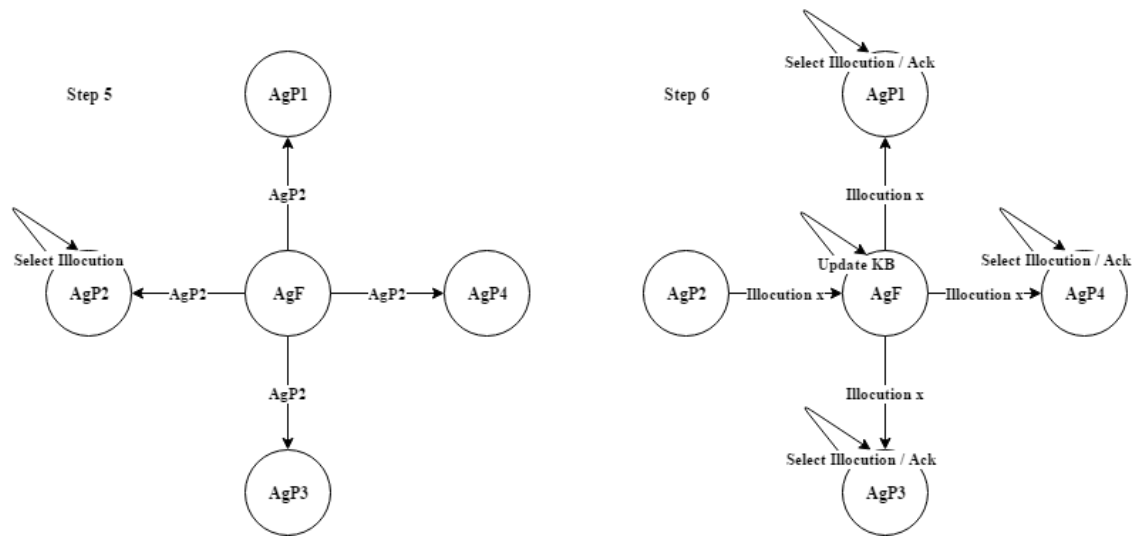 Step 5
AgP1
AgP2
Select Illocution
AgP2
AgP2
AgF
AgP2
AgP4
AgP2
AgP3
Step 6
Select Illocution / Ack
AgP1
Illocution x
Update KB
Select Illocution / Ack
AgP2
Illocution x
AgF
Illocution x
AgP4
Illocution x
Select Illocution / Ack
AgP3